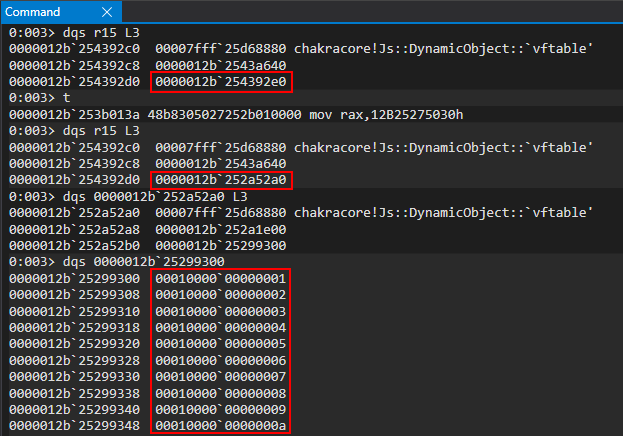 Command ✕
0:003> dqs r15 L3
0000012b`254392c0  00007fff`25d68880 chakracore!Js::DynamicObject::`vftable'
0000012b`254392c8  0000012b`2543a640
0000012b`254392d0  0000012b`254392e0
0:003> t
0000012b`253b013a 48b8305027252b010000 mov rax,12B25275030h
0:003> dqs r15 L3
0000012b`254392c0  00007fff`25d68880 chakracore!Js::DynamicObject::`vftable'
0000012b`254392c8  0000012b`2543a640
0000012b`254392d0  0000012b`252a52a0
0:003> dqs 0000012b`252a52a0 L3
0000012b`252a52a0  00007fff`25d68880 chakracore!Js::DynamicObject::`vftable'
0000012b`252a52a8  0000012b`252a1e00
0000012b`252a52b0  0000012b`25299300
0:003> dqs 0000012b`25299300
0000012b`25299300  00010000`00000001
0000012b`25299308  00010000`00000002
0000012b`25299310  00010000`00000003
0000012b`25299318  00010000`00000004
0000012b`25299320  00010000`00000005
0000012b`25299328  00010000`00000006
0000012b`25299330  00010000`00000007
0000012b`25299338  00010000`00000008
0000012b`25299340  00010000`00000009
0000012b`25299348  00010000`0000000a